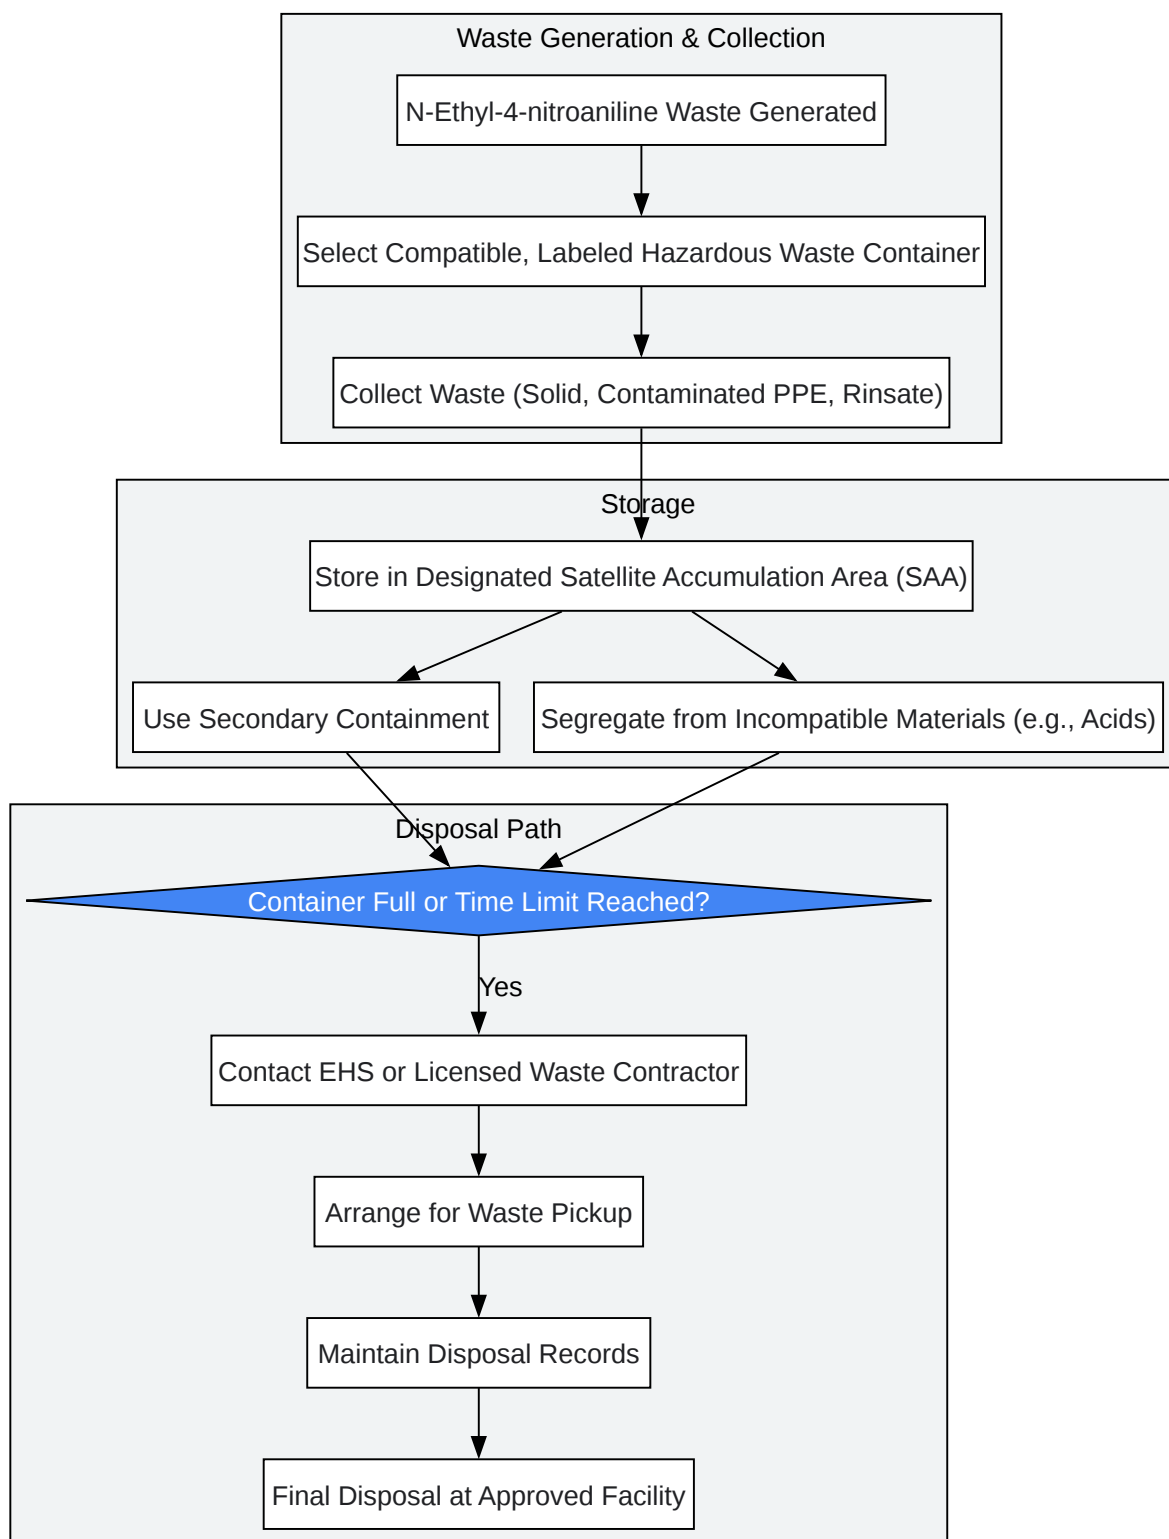 Waste Generation & Collection
N-Ethyl-4-nitroaniline Waste Generated
Select Compatible, Labeled Hazardous Waste Container
Collect Waste (Solid, Contaminated PPE, Rinsate)
Storage
Store in Designated Satellite Accumulation Area (SAA)
Use Secondary Containment
Segregate from Incompatible Materials (e.g., Acids)
Disposal Path
Container Full or Time Limit Reached?
Yes
Contact EHS or Licensed Waste Contractor
Arrange for Waste Pickup
Maintain Disposal Records
Final Disposal at Approved Facility